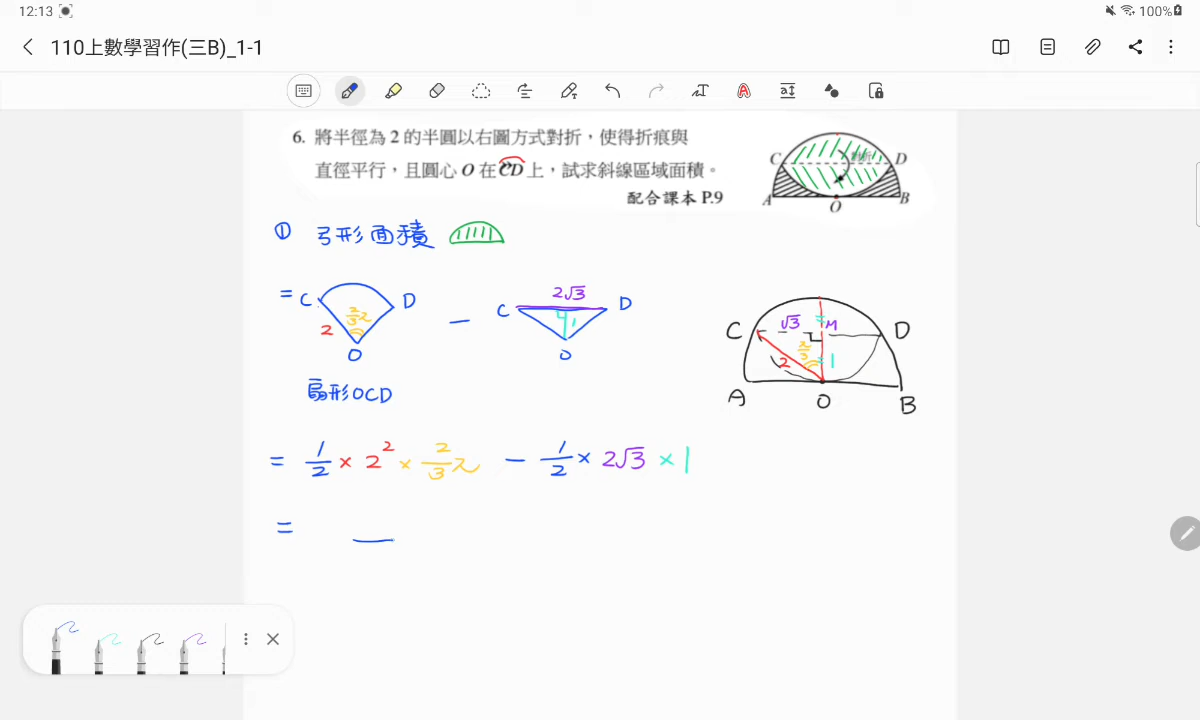 12:13 100%
110上數學習作(三B)_1-1
6. 將半徑為 2 的半圓以右圖方式對折，使得折痕與
直徑平行，且圓心 O 在 CD 上，試求斜線區域面積。
配合課本 P.9
C 對折 D
A O B
① 弓形面積
= C D 2 2/3π O － C 2√3 D 1 O
扇形OCD
C √3 M D
2 π/3 1
A O B
= 1/2 × 2² × 2/3π － 1/2 × 2√3 × 1
=